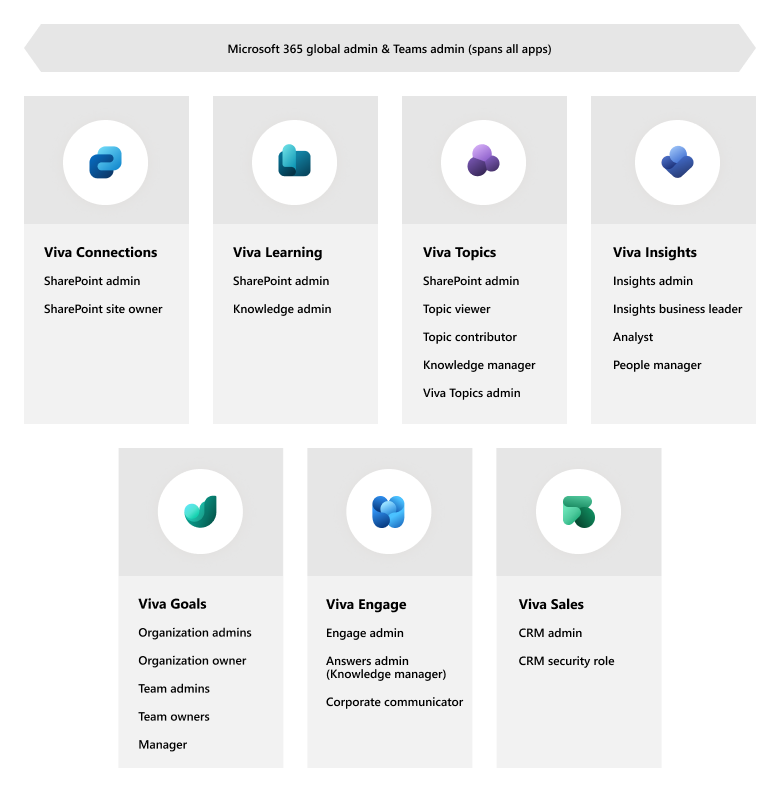 Microsoft 365 global admin & Teams admin (spans all apps)
Viva Connections
SharePoint admin
SharePoint site owner
Viva Learning
SharePoint admin
Knowledge admin
Viva Topics
SharePoint admin
Topic viewer
Topic contributor
Knowledge manager
Viva Topics admin
Viva Insights
Insights admin
Insights business leader
Analyst
People manager
Viva Goals
Organization admins
Organization owner
Team admins
Team owners
Manager
Viva Engage
Engage admin
Answers admin
(Knowledge manager)
Corporate communicator
Viva Sales
CRM admin
CRM security role